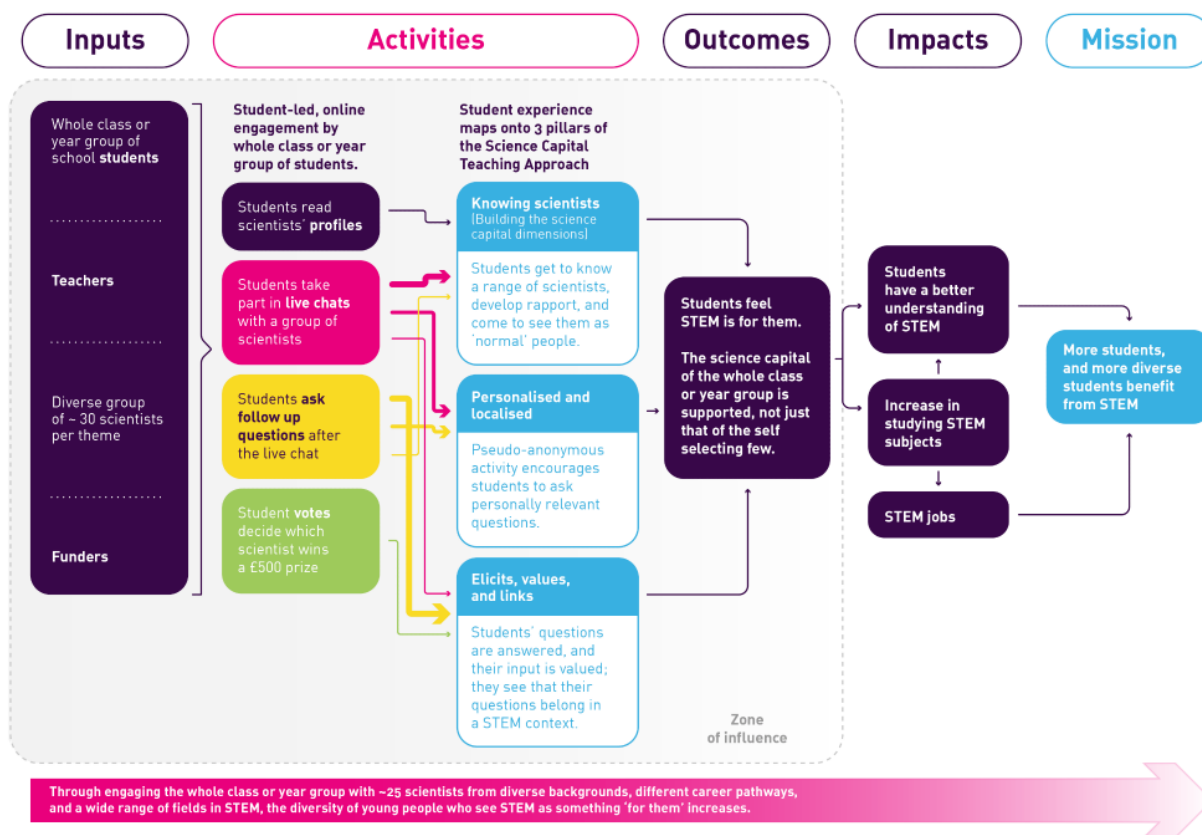 Inputs
Activities
Outcomes
Impacts
Mission
Whole class or
year group of
school students
Teachers
Diverse group
of ~ 30 scientists
per theme
Funders
Student-led, online
engagement by
whole class or year
group of students.
Students read
scientists’ profiles
Students take
part in live chats
with a group of
scientists
Students ask
follow up
questions after
the live chat
Student votes
decide which
scientist wins
a £500 prize
Student experience
maps onto 3 pillars of
the Science Capital
Teaching Approach
Knowing scientists
(Building the science
capital dimensions)
Students get to know
a range of scientists,
develop rapport, and
come to see them as
‘normal’ people.
Personalised and
localised
Pseudo-anonymous
activity encourages
students to ask
personally relevant
questions.
Elicits, values,
and links
Students’ questions
are answered, and
their input is valued;
they see that their
questions belong in
a STEM context.
Students feel
STEM is for them.
The science capital
of the whole class
or year group is
supported, not just
that of the self
selecting few.
Zone
of influence
Students
have a better
understanding
of STEM
Increase in
studying STEM
subjects
STEM jobs
More students,
and more diverse
students benefit
from STEM
Through engaging the whole class or year group with ~25 scientists from diverse backgrounds, different career pathways,
and a wide range of fields in STEM, the diversity of young people who see STEM as something ‘for them’ increases.